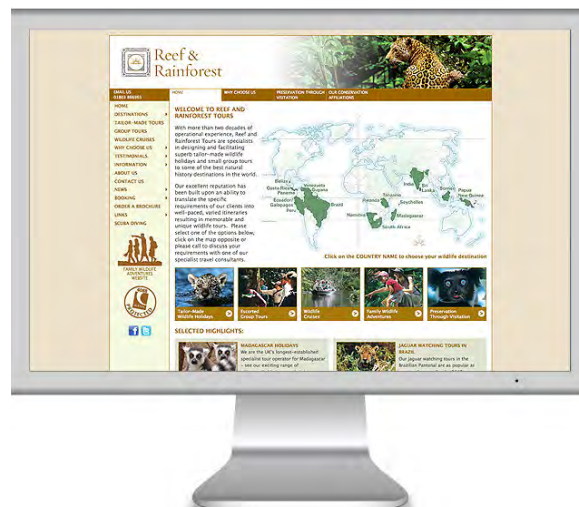 Reef &
Rainforest
EMAIL US
HOME
WHY CHOOSE US
PRESERVATION THROUGH
VISITATION
OUR CONSERVATION
AFFILIATIONS
HOME
DESTINATIONS
TAILOR-MADE TOURS
GROUP TOURS
WILDLIFE CRUISES
WHY CHOOSE US
TESTIMONIALS
INFORMATION
ABOUT US
CONTACT US
NEWS
BOOKING
ORDER A BROCHURE
LINKS
SCUBA DIVING
FAMILY WILDLIFE
ADVENTURES
WEBSITE
PROTECTED
WELCOME TO REEF AND
RAINFOREST TOURS
With more than two decades of
operational experience, Reef and
Rainforest Tours are specialists
in designing and facilitating
superb tailor-made wildlife
holidays and small group tours
to some of the best natural
history destinations in the world.
Our excellent reputation has
been built upon an ability to
translate the specific
requirements of our clients into
well-paced, varied itineraries
resulting in memorable and
unique wildlife tours. Please
select one of the options below,
click on the map opposite or
please call to discuss your
requirements with one of our
specialist travel consultants.
Belize
Costa Rica
Panama
Venezuela
Guyana
Ecuador
Galapagos
Peru
Brazil
Tanzania
Rwanda
Seychelles
Namibia
Madagascar
South Africa
India
Sri
Lanka
Borneo
Papua
New Guinea
Click on the COUNTRY NAME to choose your wildlife destination
Tailor-Made
Wildlife Holidays
Escorted
Group Tours
Wildlife
Cruises
Family Wildlife
Adventures
Preservation
Through Visitation
SELECTED HIGHLIGHTS:
MADAGASCAR HOLIDAYS
We are the UK's longest-established
specialist tour operator for Madagascar
- see our exciting range of
JAGUAR WATCHING TOURS IN
BRAZIL
Our jaguar watching tours in the
Brazilian Pantanal are as popular as